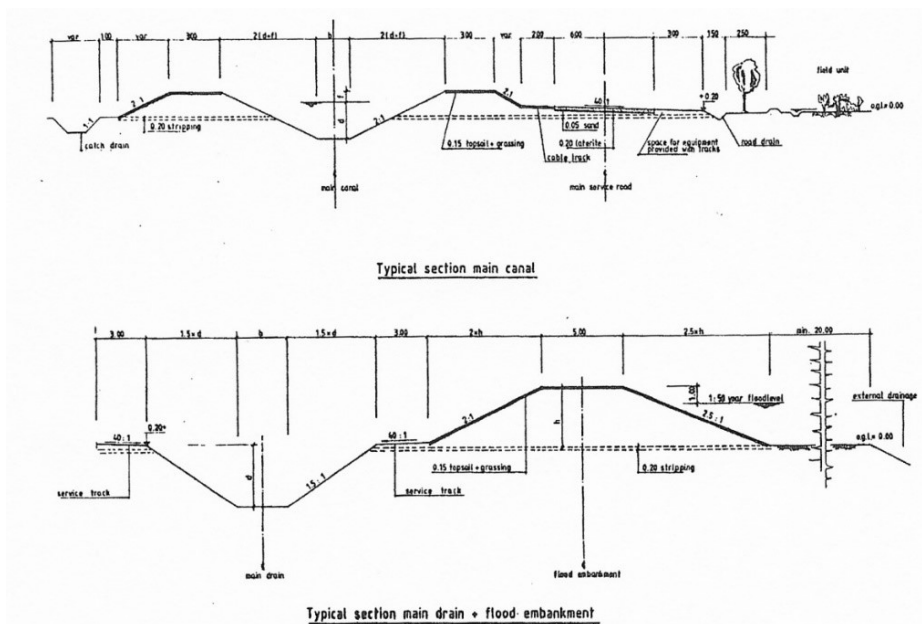 var 1.00 var 3.00 2(d+f) b 2(d+f) 3.00 var 2.00 6.00 3.00 1.50 2.50
field unit
+ 0.20
o.g.l.= 0.00
2:1
2:1
2:1
40:1
1:1
f
d
0.20 stripping
0.05 sand
0.15 topsoil + grassing
0.20 laterite
space for equipment
provided with tracks
road drain
catch drain
cable track
main canal
main service road
Typical section main canal
3.00 1.5*d b 1.5*d 3.00 2*h 5.00 2.5*h min. 20.00
1.00
1:50 year floodlevel
external drainage
0.20+
40:1
40:1
2:1
h
2.5:1
o.g.l.= 0.00
d
1.5:1
0.15 topsoil + grassing
0.20 stripping
service track
service track
main drain
flood embankment
Typical section main drain + flood embankment